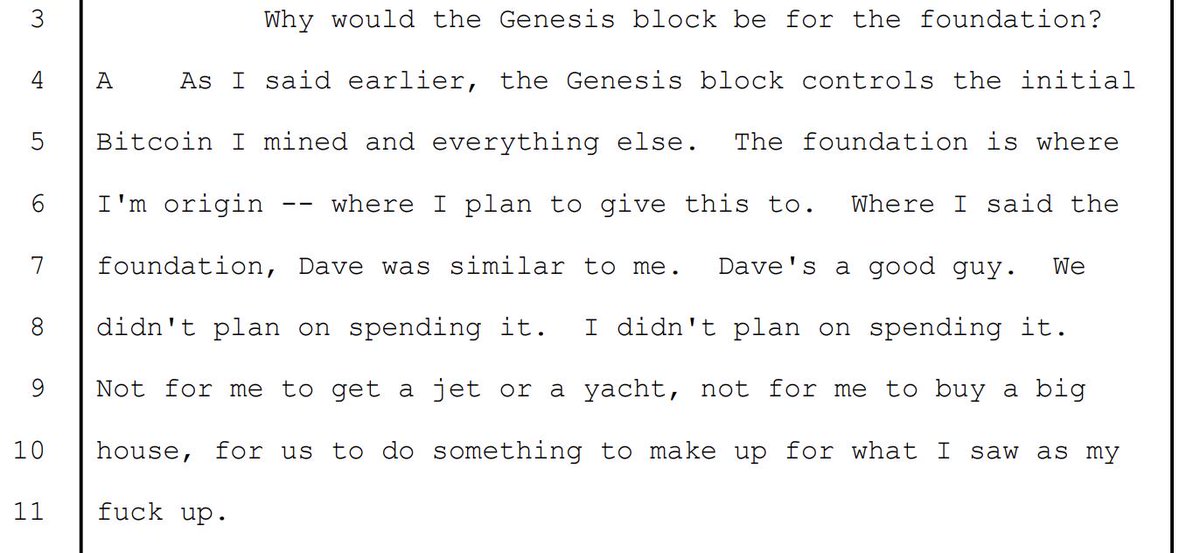 3 Why would the Genesis block be for the foundation?
4 A As I said earlier, the Genesis block controls the initial
5 Bitcoin I mined and everything else. The foundation is where
6 I'm origin -- where I plan to give this to. Where I said the
7 foundation, Dave was similar to me. Dave's a good guy. We
8 didn't plan on spending it. I didn't plan on spending it.
9 Not for me to get a jet or a yacht, not for me to buy a big
10 house, for us to do something to make up for what I saw as my
11 fuck up.